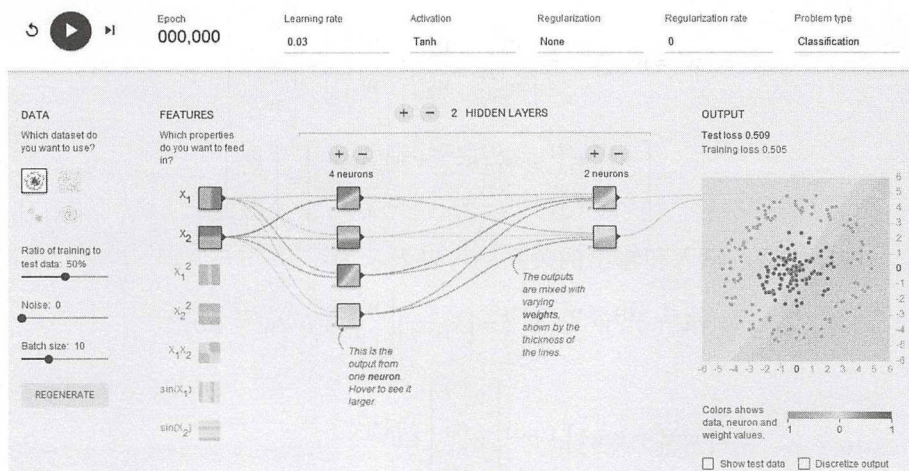 Epoch
000,000
Learning rate
0.03
Activation
Tanh
Regularization
None
Regularization rate
0
Problem type
Classification
DATA
Which dataset do
you want to use?
Ratio of training to
test data: 50%
Noise: 0
Batch size: 10
REGENERATE
FEATURES
Which properties
do you want to feed
in?
X₁
X₂
X₁²
X₂²
X₁X₂
sin(X₁)
sin(X₂)
+ − 2 HIDDEN LAYERS
+ −
4 neurons
+ −
2 neurons
This is the
output from
one neuron.
Hover to see it
larger.
The outputs
are mixed with
varying
weights,
shown by the
thickness of
the lines.
OUTPUT
Test loss 0.509
Training loss 0.505
6
5
4
3
2
1
0
-1
-2
-3
-4
-5
-6
-6 -5 -4 -3 -2 -1 0 1 2 3 4 5 6
Colors shows
data, neuron and
weight values.
-1 0 1
Show test data Discretize output